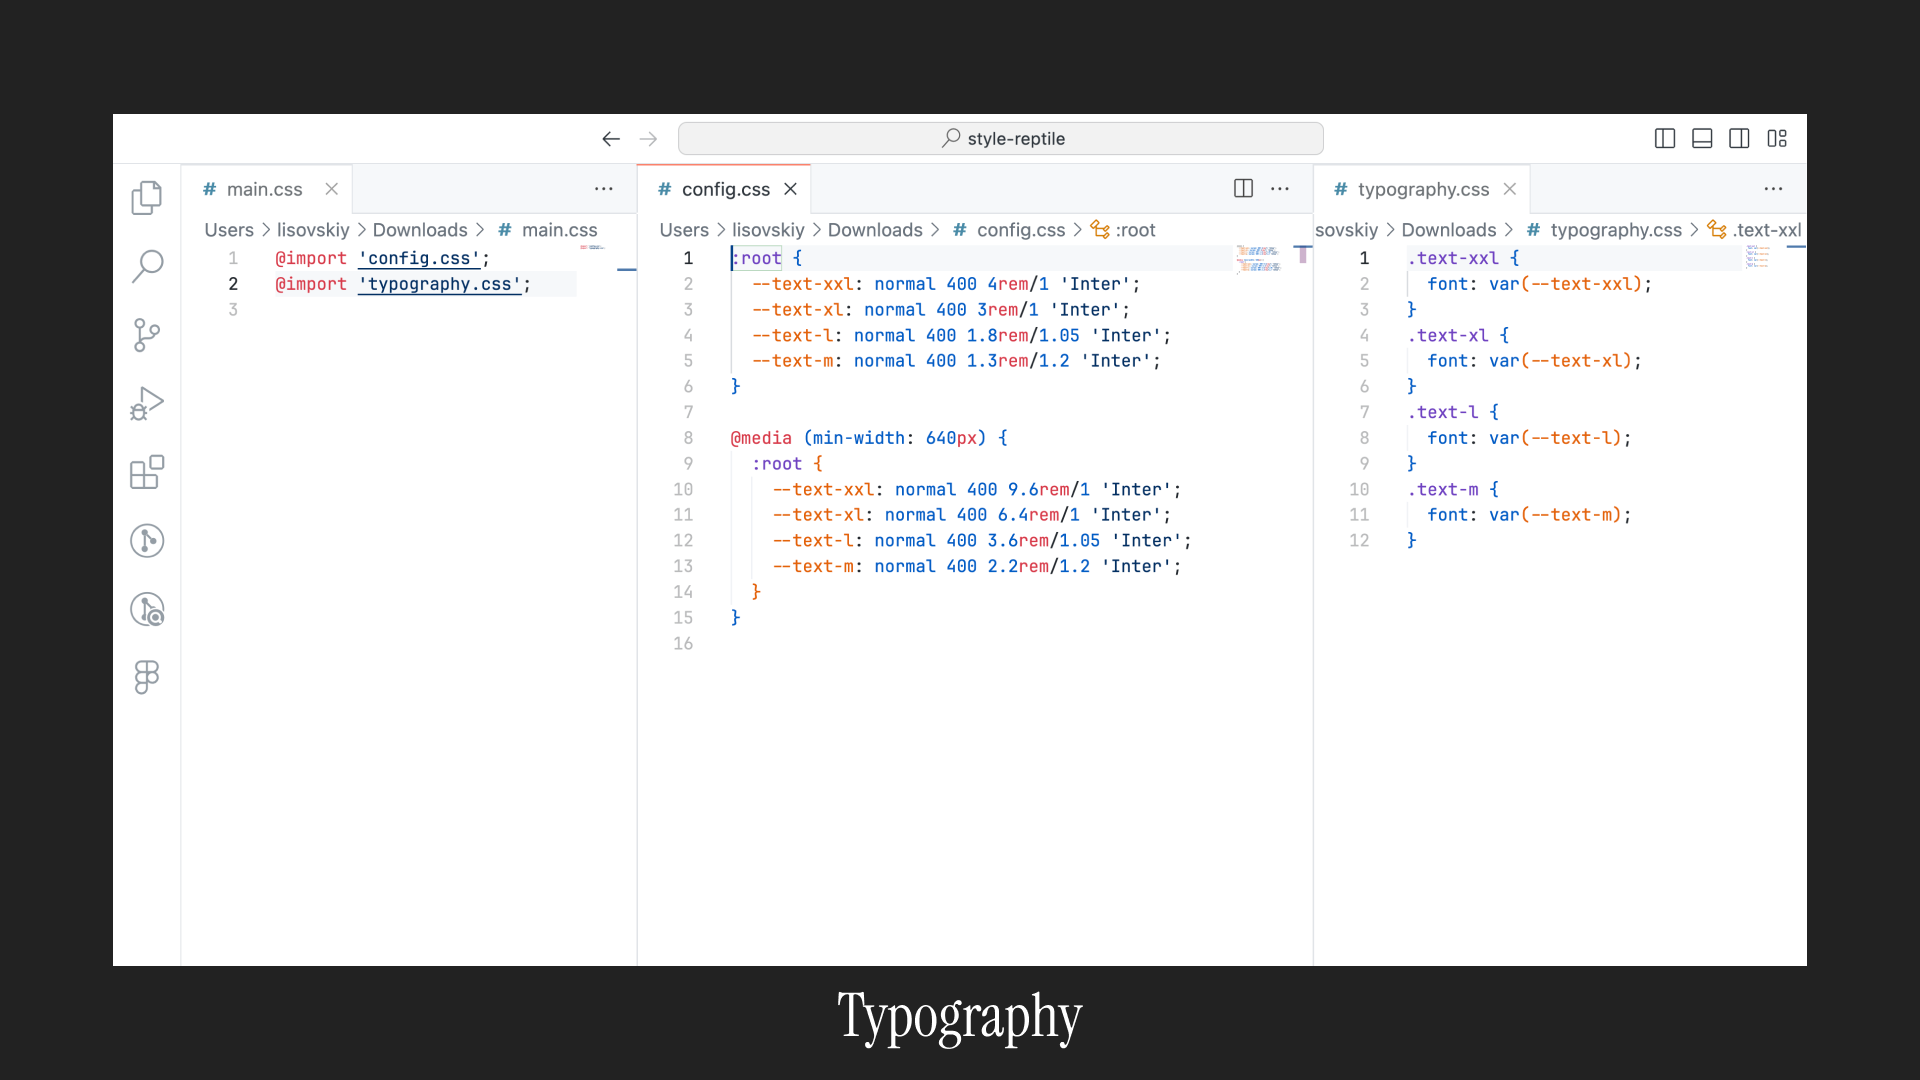 style-reptile
# main.css
Users > lisovskiy > Downloads > # main.css
1 @import 'config.css';
2 @import 'typography.css';
3
# config.css
Users > lisovskiy > Downloads > # config.css > :root
1 :root {
2 --text-xxl: normal 400 4rem/1 'Inter';
3 --text-xl: normal 400 3rem/1 'Inter';
4 --text-l: normal 400 1.8rem/1.05 'Inter';
5 --text-m: normal 400 1.3rem/1.2 'Inter';
6 }
7
8 @media (min-width: 640px) {
9 :root {
10 --text-xxl: normal 400 9.6rem/1 'Inter';
11 --text-xl: normal 400 6.4rem/1 'Inter';
12 --text-l: normal 400 3.6rem/1.05 'Inter';
13 --text-m: normal 400 2.2rem/1.2 'Inter';
14 }
15 }
16
# typography.css
sovskiy > Downloads > # typography.css > .text-xxl
1 .text-xxl {
2 font: var(--text-xxl);
3 }
4 .text-xl {
5 font: var(--text-xl);
6 }
7 .text-l {
8 font: var(--text-l);
9 }
10 .text-m {
11 font: var(--text-m);
12 }
Typography